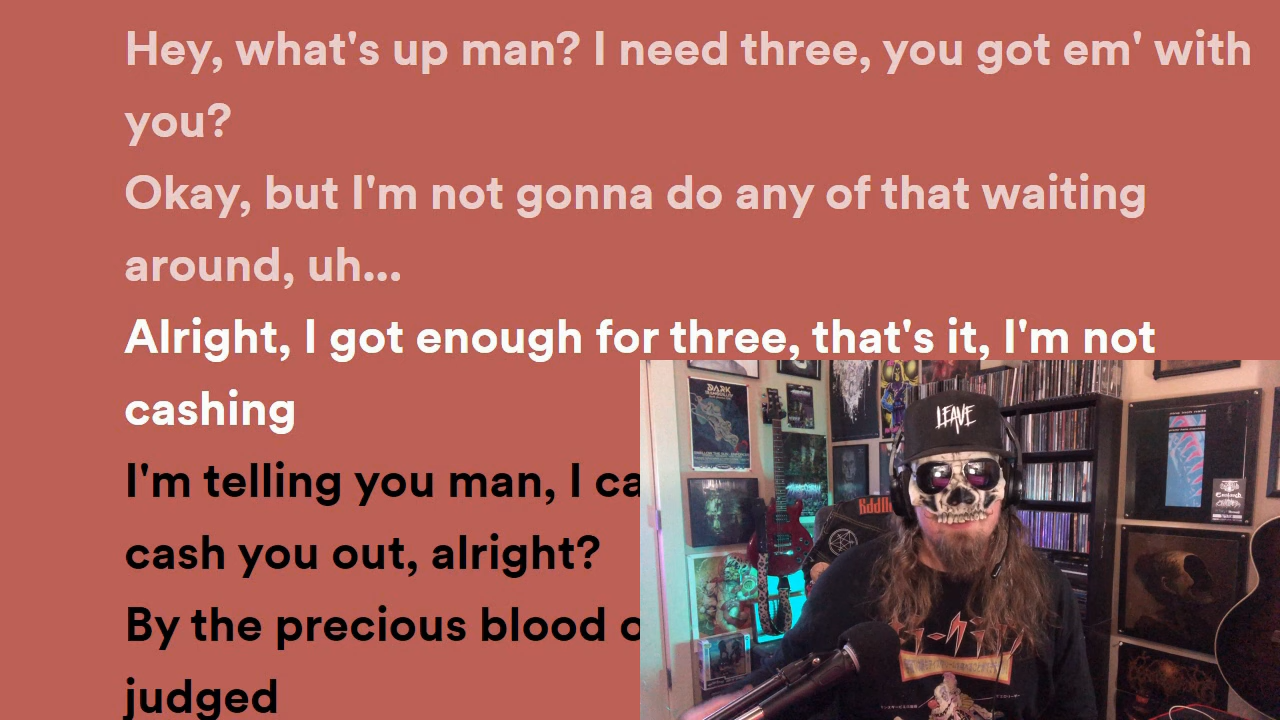 Hey, what's up man? I need three, you got em' with
you?
Okay, but I'm not gonna do any of that waiting
around, uh...
Alright, I got enough for three, that's it, I'm not
cashing
I'm telling you man, I ca
cash you out, alright?
By the precious blood o
judged
LEAVE
DARK